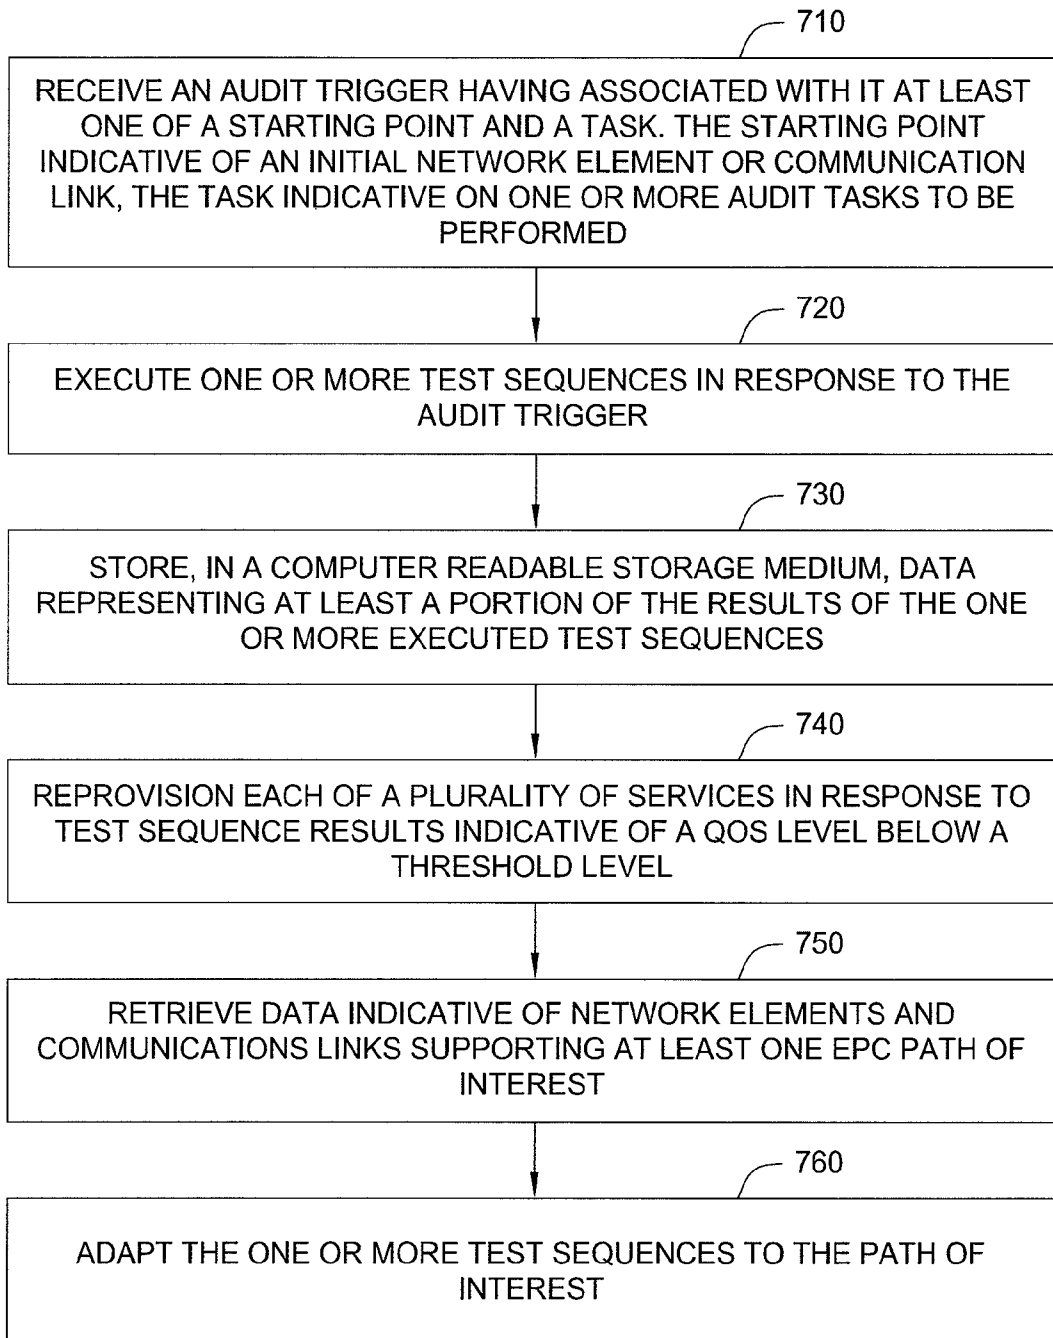 710
RECEIVE AN AUDIT TRIGGER HAVING ASSOCIATED WITH IT AT LEAST
ONE OF A STARTING POINT AND A TASK. THE STARTING POINT
INDICATIVE OF AN INITIAL NETWORK ELEMENT OR COMMUNICATION
LINK, THE TASK INDICATIVE ON ONE OR MORE AUDIT TASKS TO BE
PERFORMED
720
EXECUTE ONE OR MORE TEST SEQUENCES IN RESPONSE TO THE
AUDIT TRIGGER
730
STORE, IN A COMPUTER READABLE STORAGE MEDIUM, DATA
REPRESENTING AT LEAST A PORTION OF THE RESULTS OF THE ONE
OR MORE EXECUTED TEST SEQUENCES
740
REPROVISION EACH OF A PLURALITY OF SERVICES IN RESPONSE TO
TEST SEQUENCE RESULTS INDICATIVE OF A QOS LEVEL BELOW A
THRESHOLD LEVEL
750
RETRIEVE DATA INDICATIVE OF NETWORK ELEMENTS AND
COMMUNICATIONS LINKS SUPPORTING AT LEAST ONE EPC PATH OF
INTEREST
760
ADAPT THE ONE OR MORE TEST SEQUENCES TO THE PATH OF
INTEREST